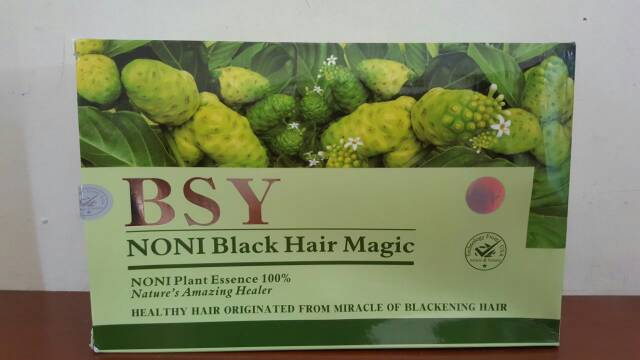 BSY
NONI Black Hair Magic
NONI Plant Essence 100%
Nature's Amazing Healer
HEALTHY HAIR ORIGINATED FROM MIRACLE OF BLACKENING HAIR